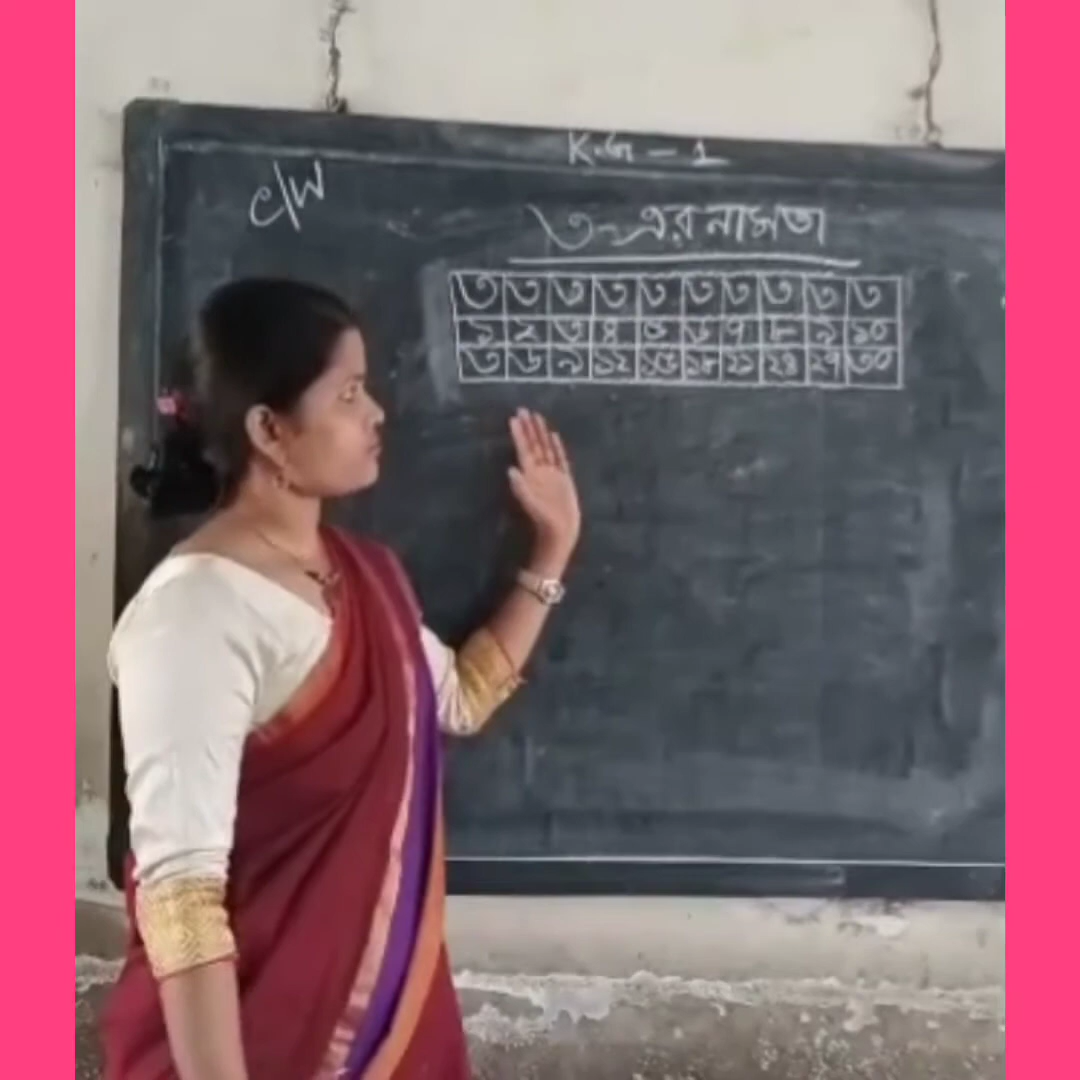 K.G - 1
C/W
৩-এর নামতা
৩ ৩ ৩ ৩ ৩ ৩ ৩ ৩ ৩ ৩
১ ২ ৩ ৪ ৫ ৬ ৭ ৮ ৯ ১০
৩ ৬ ৯ ১২ ১৫ ১৮ ২১ ২৪ ২৭ ৩০